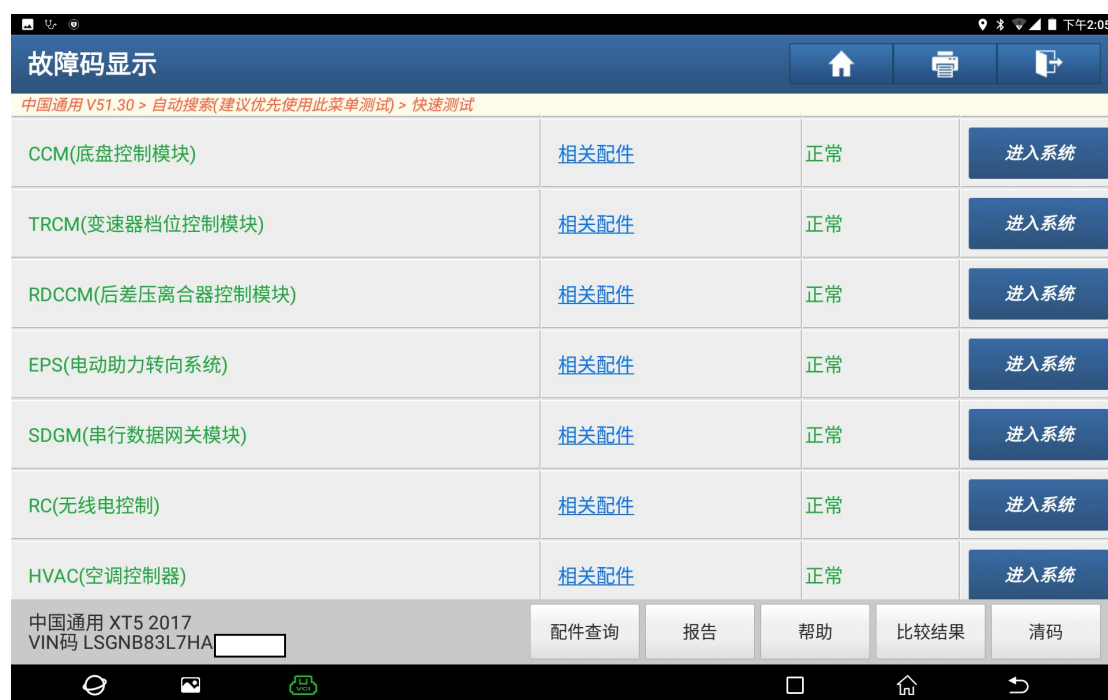 下午2:05
故障码显示
中国通用 V51.30 > 自动搜索(建议优先使用此菜单测试) > 快速测试
CCM(底盘控制模块) 相关配件 正常 进入系统
TRCM(变速器档位控制模块) 相关配件 正常 进入系统
RDCCM(后差压离合器控制模块) 相关配件 正常 进入系统
EPS(电动助力转向系统) 相关配件 正常 进入系统
SDGM(串行数据网关模块) 相关配件 正常 进入系统
RC(无线电控制) 相关配件 正常 进入系统
HVAC(空调控制器) 相关配件 正常 进入系统
中国通用 XT5 2017
VIN码 LSGNB83L7HA
配件查询 报告 帮助 比较结果 清码
VCI